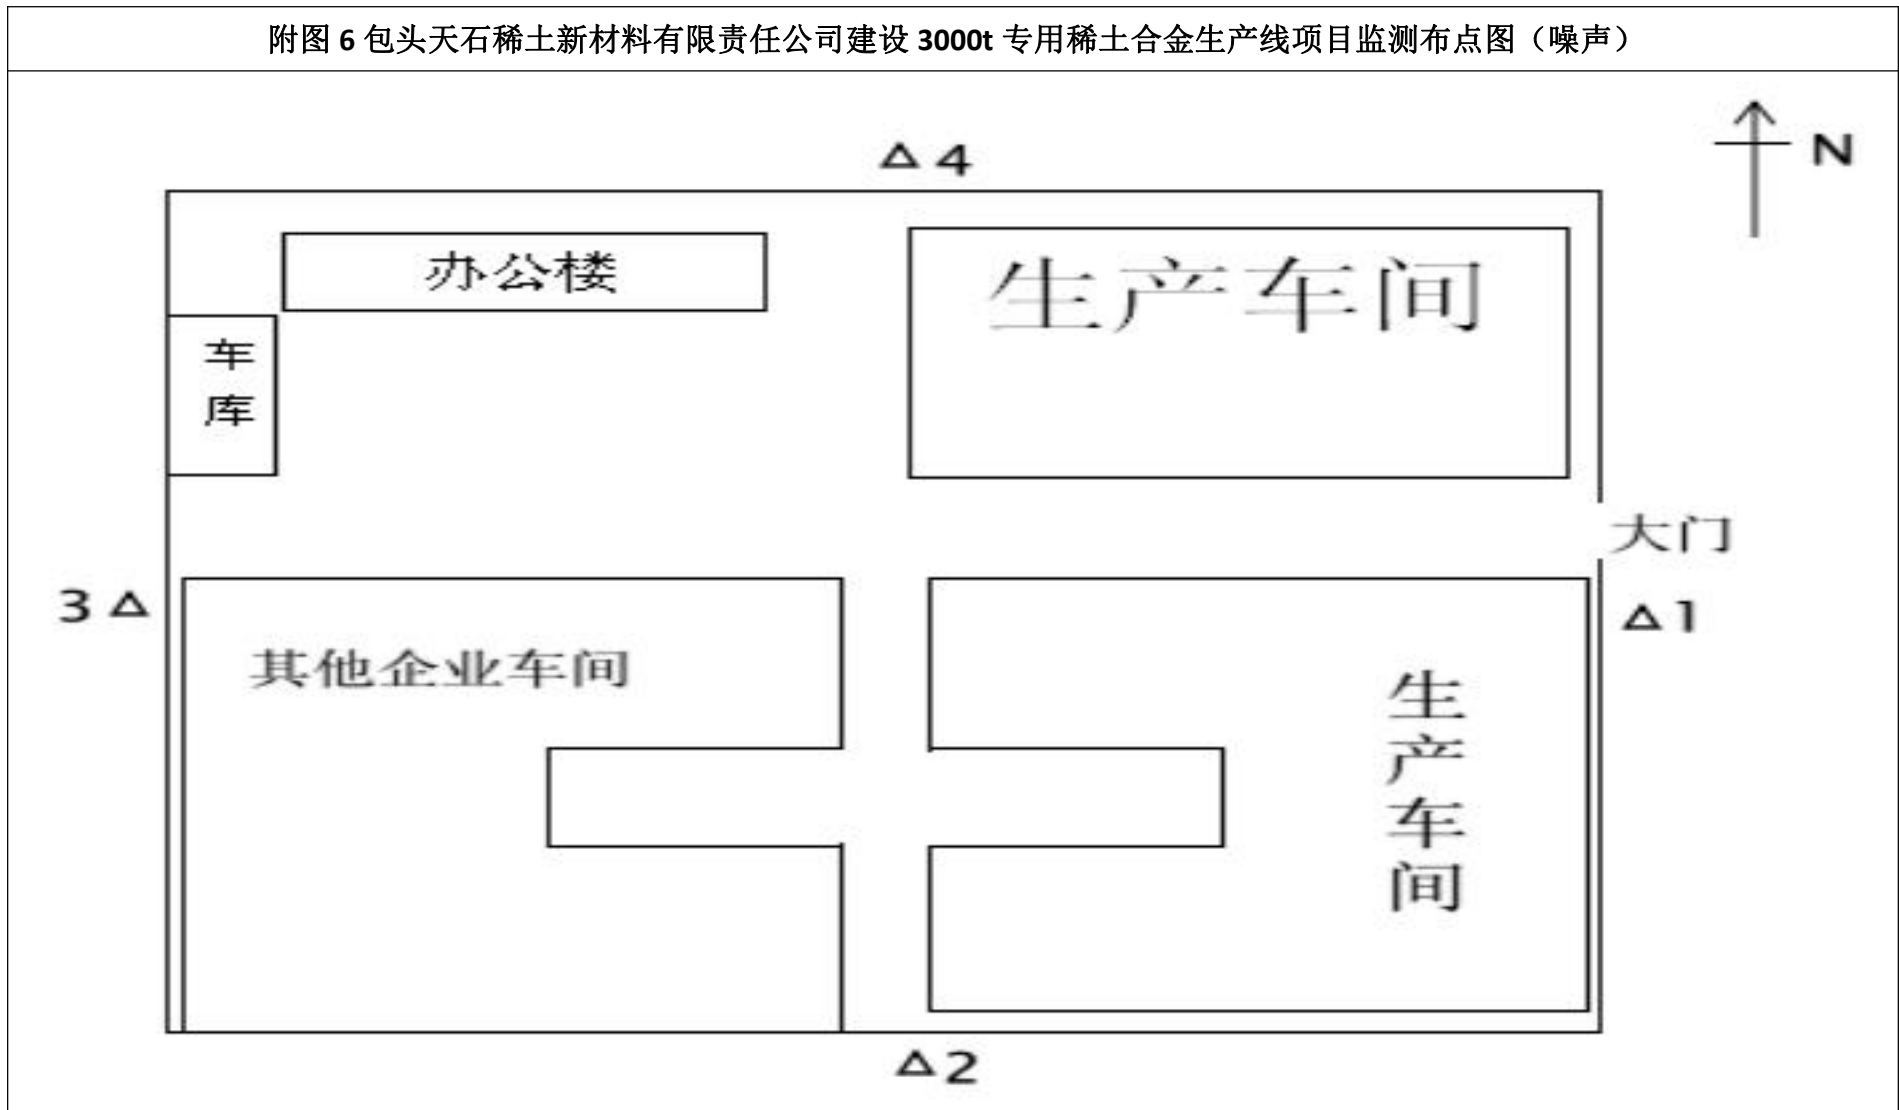 附图 6 包头天石稀土新材料有限责任公司建设 3000t 专用稀土合金生产线项目监测布点图（噪声）
N
△4
办公楼
生产车间
车
库
大门
3△
△1
其他企业车间
生
产
车
间
△2